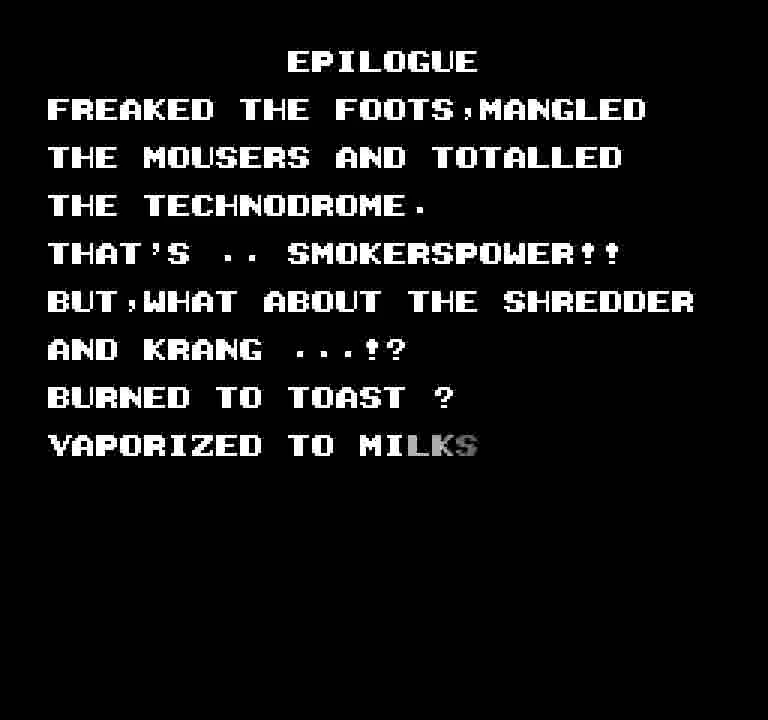 EPILOGUE
FREAKED THE FOOTS,MANGLED
THE MOUSERS AND TOTALLED
THE TECHNODROME.
THAT'S .. SMOKERSPOWER!!
BUT,WHAT ABOUT THE SHREDDER
AND KRANG ...!?
BURNED TO TOAST ?
VAPORIZED TO MILKS